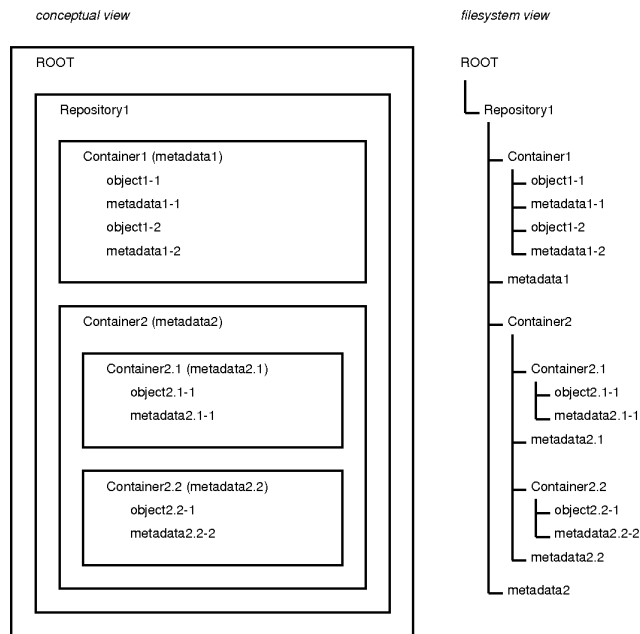 conceptual view
ROOT
Repository1
Container1 (metadata1)
object1-1
metadata1-1
object1-2
metadata1-2
Container2 (metadata2)
Container2.1 (metadata2.1)
object2.1-1
metadata2.1-1
Container2.2 (metadata2.2)
object2.2-1
metadata2.2-2
filesystem view
ROOT
Repository1
Container1
object1-1
metadata1-1
object1-2
metadata1-2
metadata1
Container2
Container2.1
object2.1-1
metadata2.1-1
metadata2.1
Container2.2
object2.2-1
metadata2.2-2
metadata2.2
metadata2